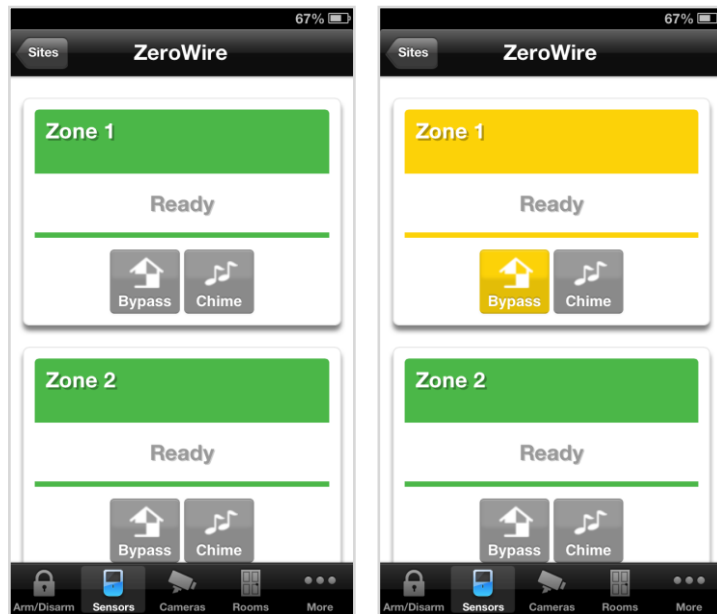 67%
Sites ZeroWire
Zone 1
Ready
Bypass Chime
Zone 2
Ready
Bypass Chime
Arm/Disarm Sensors Cameras Rooms More
67%
Sites ZeroWire
Zone 1
Ready
Bypass Chime
Zone 2
Ready
Bypass Chime
Arm/Disarm Sensors Cameras Rooms More